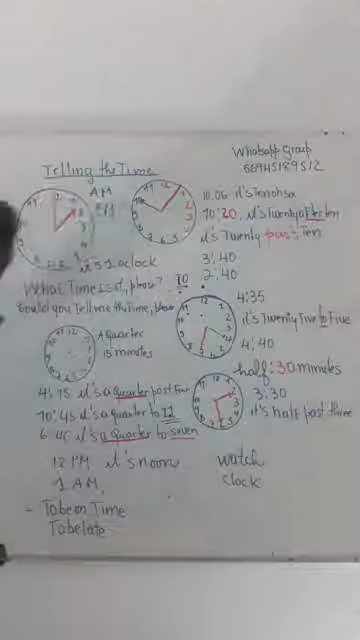 Whatsapp group
66945189512
Telling the Time
AM
10:06 it's Ten oh six
10:20 it's Twenty after Ten
it's Twenty past Ten
it's 1 o'clock
3:40
2:40
What Time is it, please?
TO
Could you Tell me the Time, please
4:35
it's Twenty Five to Five
4:40
A Quarter
15 minutes
half: 30 minutes
3:30
it's half past three
4:15 it's a Quarter past Four
10:45 it's a quarter to
it's a Quarter to seven
12 PM it's noon
1 AM
watch
clock
- To be on Time
To be late